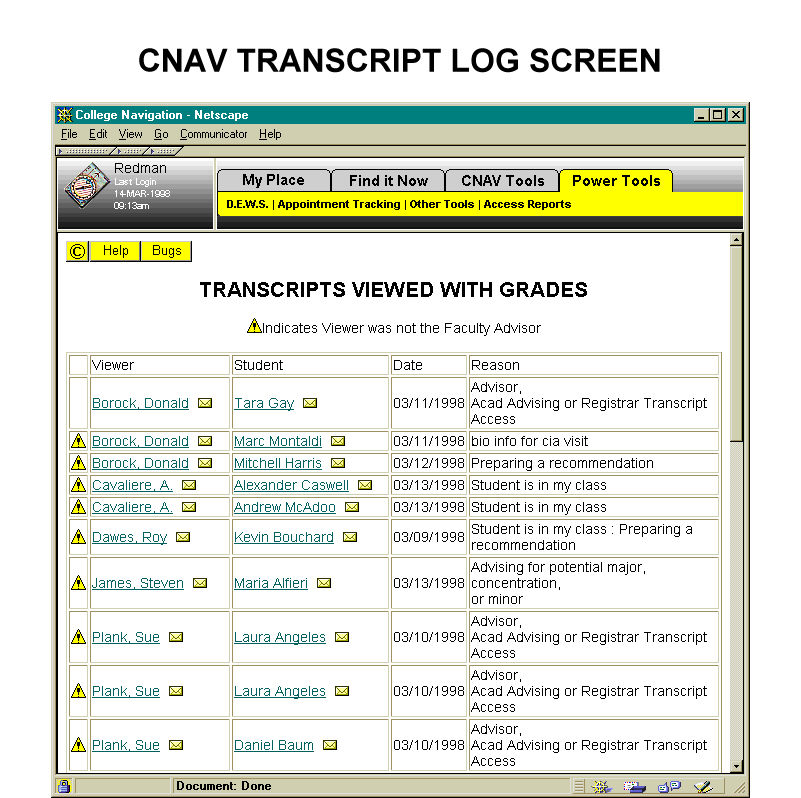 CNAV TRANSCRIPT LOG SCREEN
College Navigation - Netscape
File Edit View Go Communicator Help
Redman
Last Login
14-MAR-1998
09:13am
My Place Find it Now CNAV Tools Power Tools
D.E.W.S. | Appointment Tracking | Other Tools | Access Reports
© Help Bugs
TRANSCRIPTS VIEWED WITH GRADES
Indicates Viewer was not the Faculty Advisor
Viewer Student Date Reason
Borock, Donald Tara Gay 03/11/1998 Advisor,
Acad Advising or Registrar Transcript
Access
Borock, Donald Marc Montaldi 03/11/1998 bio info for cia visit
Borock, Donald Mitchell Harris 03/12/1998 Preparing a recommendation
Cavaliere, A. Alexander Caswell 03/13/1998 Student is in my class
Cavaliere, A. Andrew McAdoo 03/13/1998 Student is in my class
Dawes, Roy Kevin Bouchard 03/09/1998 Student is in my class : Preparing a
recommendation
James, Steven Maria Alfieri 03/13/1998 Advising for potential major,
concentration,
or minor
Plank, Sue Laura Angeles 03/10/1998 Advisor,
Acad Advising or Registrar Transcript
Access
Plank, Sue Laura Angeles 03/10/1998 Advisor,
Acad Advising or Registrar Transcript
Access
Plank, Sue Daniel Baum 03/10/1998 Advisor,
Acad Advising or Registrar Transcript
Access
Document: Done